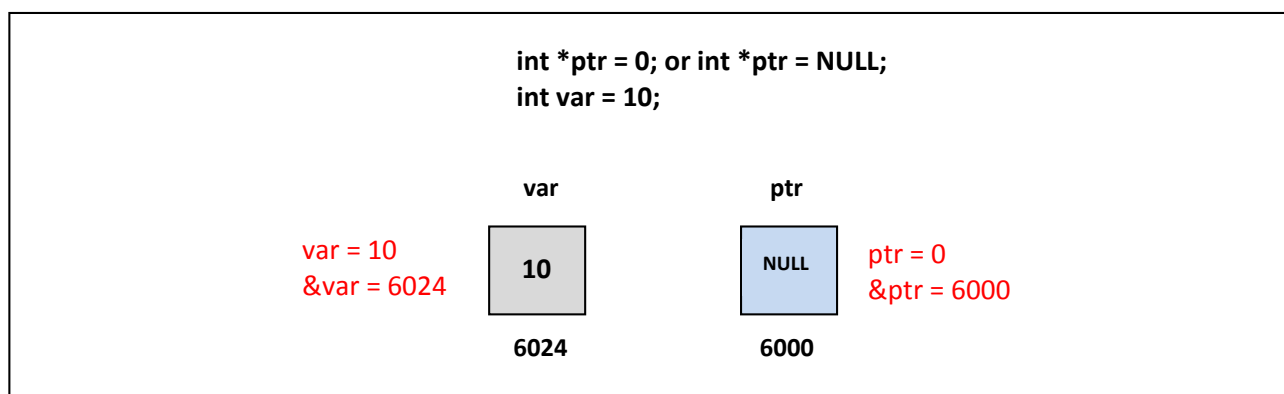 int *ptr = 0; or int *ptr = NULL;
int var = 10;
var
ptr
var = 10
&var = 6024
10
NULL
ptr = 0
&ptr = 6000
6024
6000